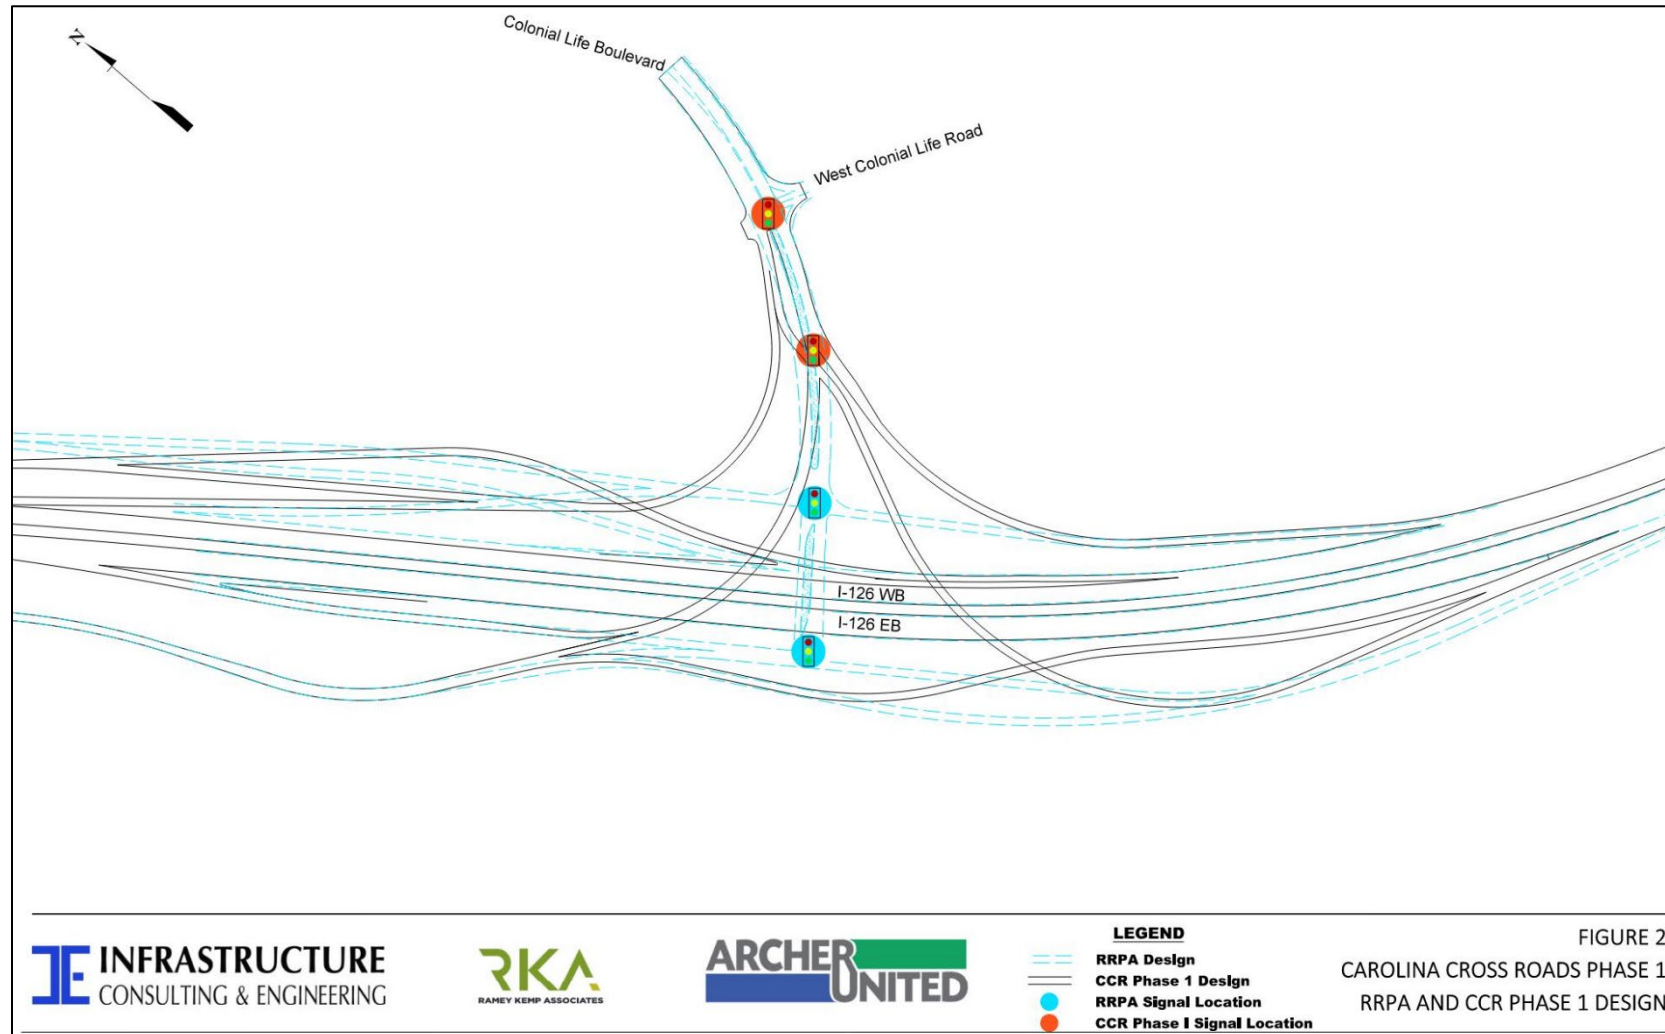 N
Colonial Life Boulevard
West Colonial Life Road
I-126 WB
I-126 EB
INFRASTRUCTURE
CONSULTING & ENGINEERING
RKA
RAMEY KEMP ASSOCIATES
ARCHER
UNITED
LEGEND
RRPA Design
CCR Phase 1 Design
RRPA Signal Location
CCR Phase I Signal Location
FIGURE 2
CAROLINA CROSS ROADS PHASE 1
RRPA AND CCR PHASE 1 DESIGN